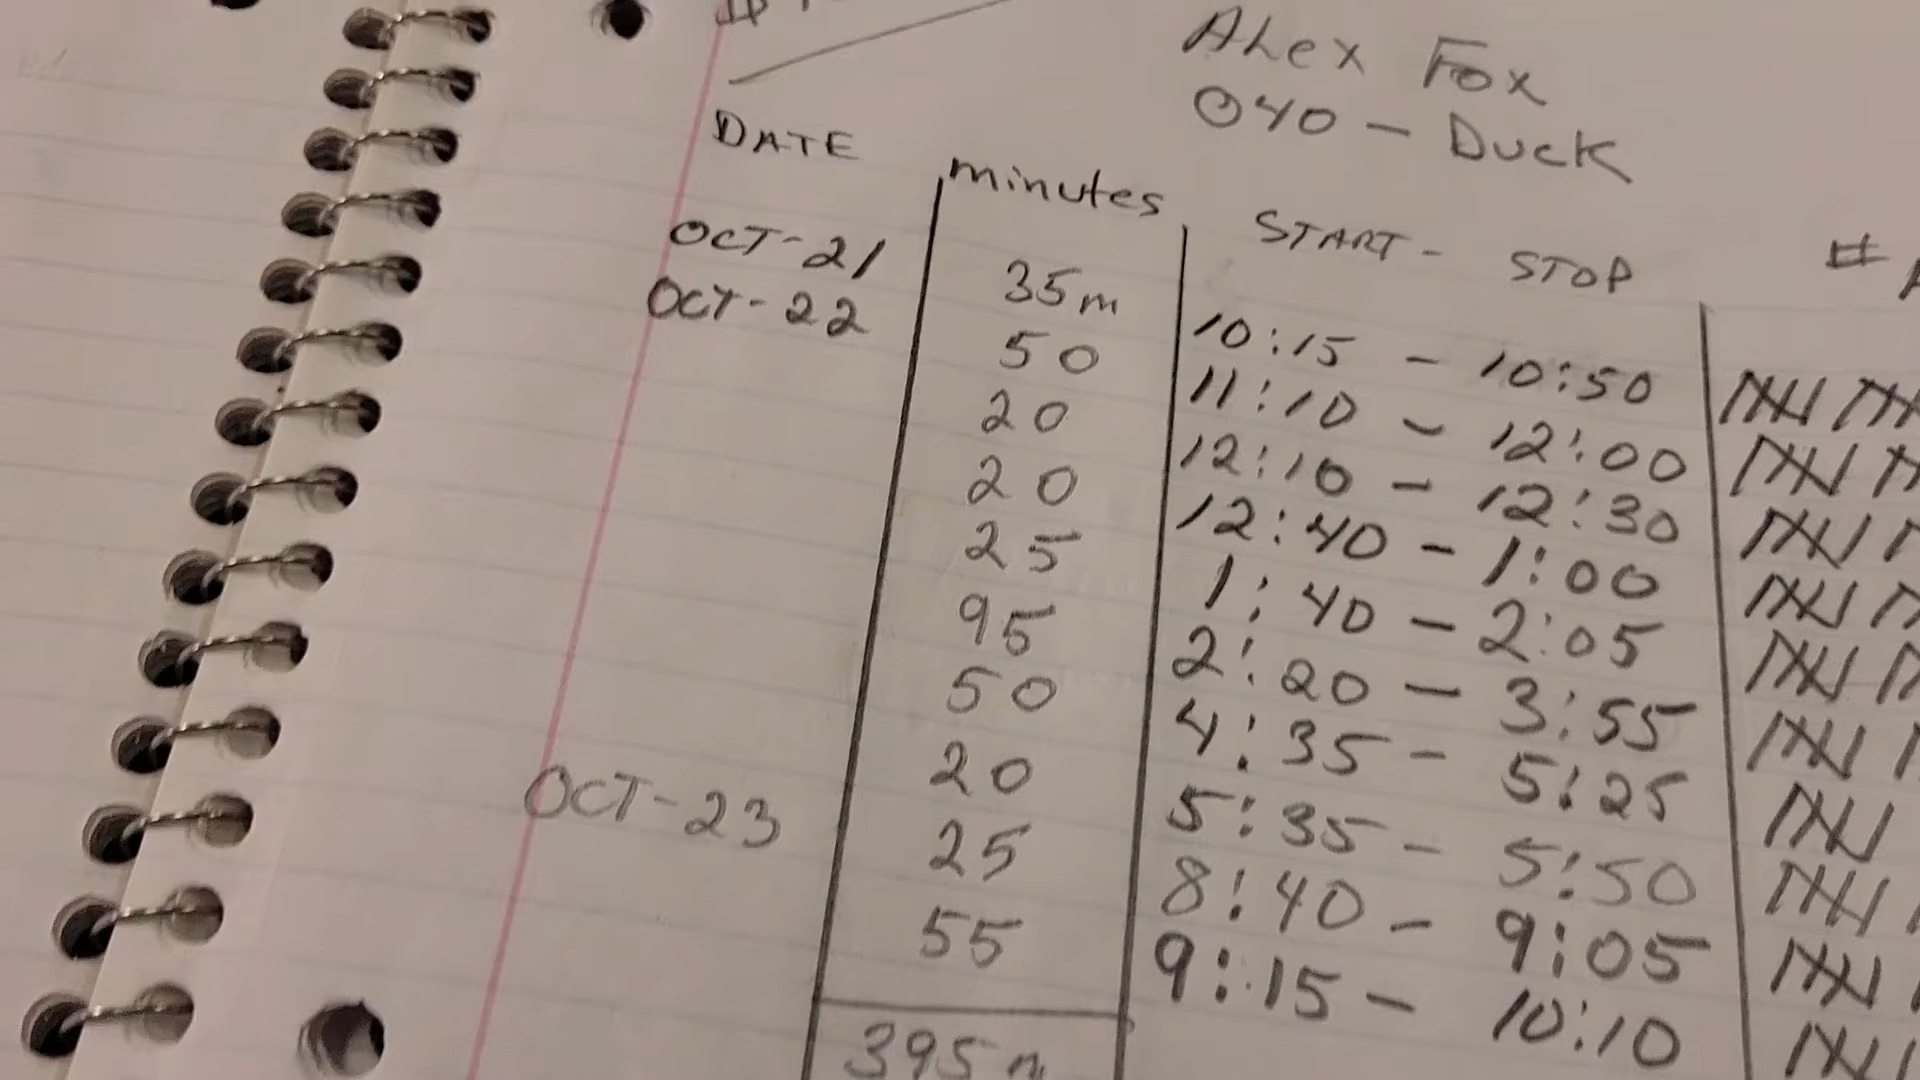 ALex Fox
040 - Duck
DATE minutes START - STOP #
OCT-21 35m 10:15 - 10:50
OCT-22 50 11:10 - 12:00
20 12:10 - 12:30
20 12:40 - 1:00
25 1:40 - 2:05
95 2:20 - 3:55
50 4:35 - 5:25
20 5:35 - 5:50
OCT-23 25 8:40 - 9:05
55 9:15 - 10:10
395m